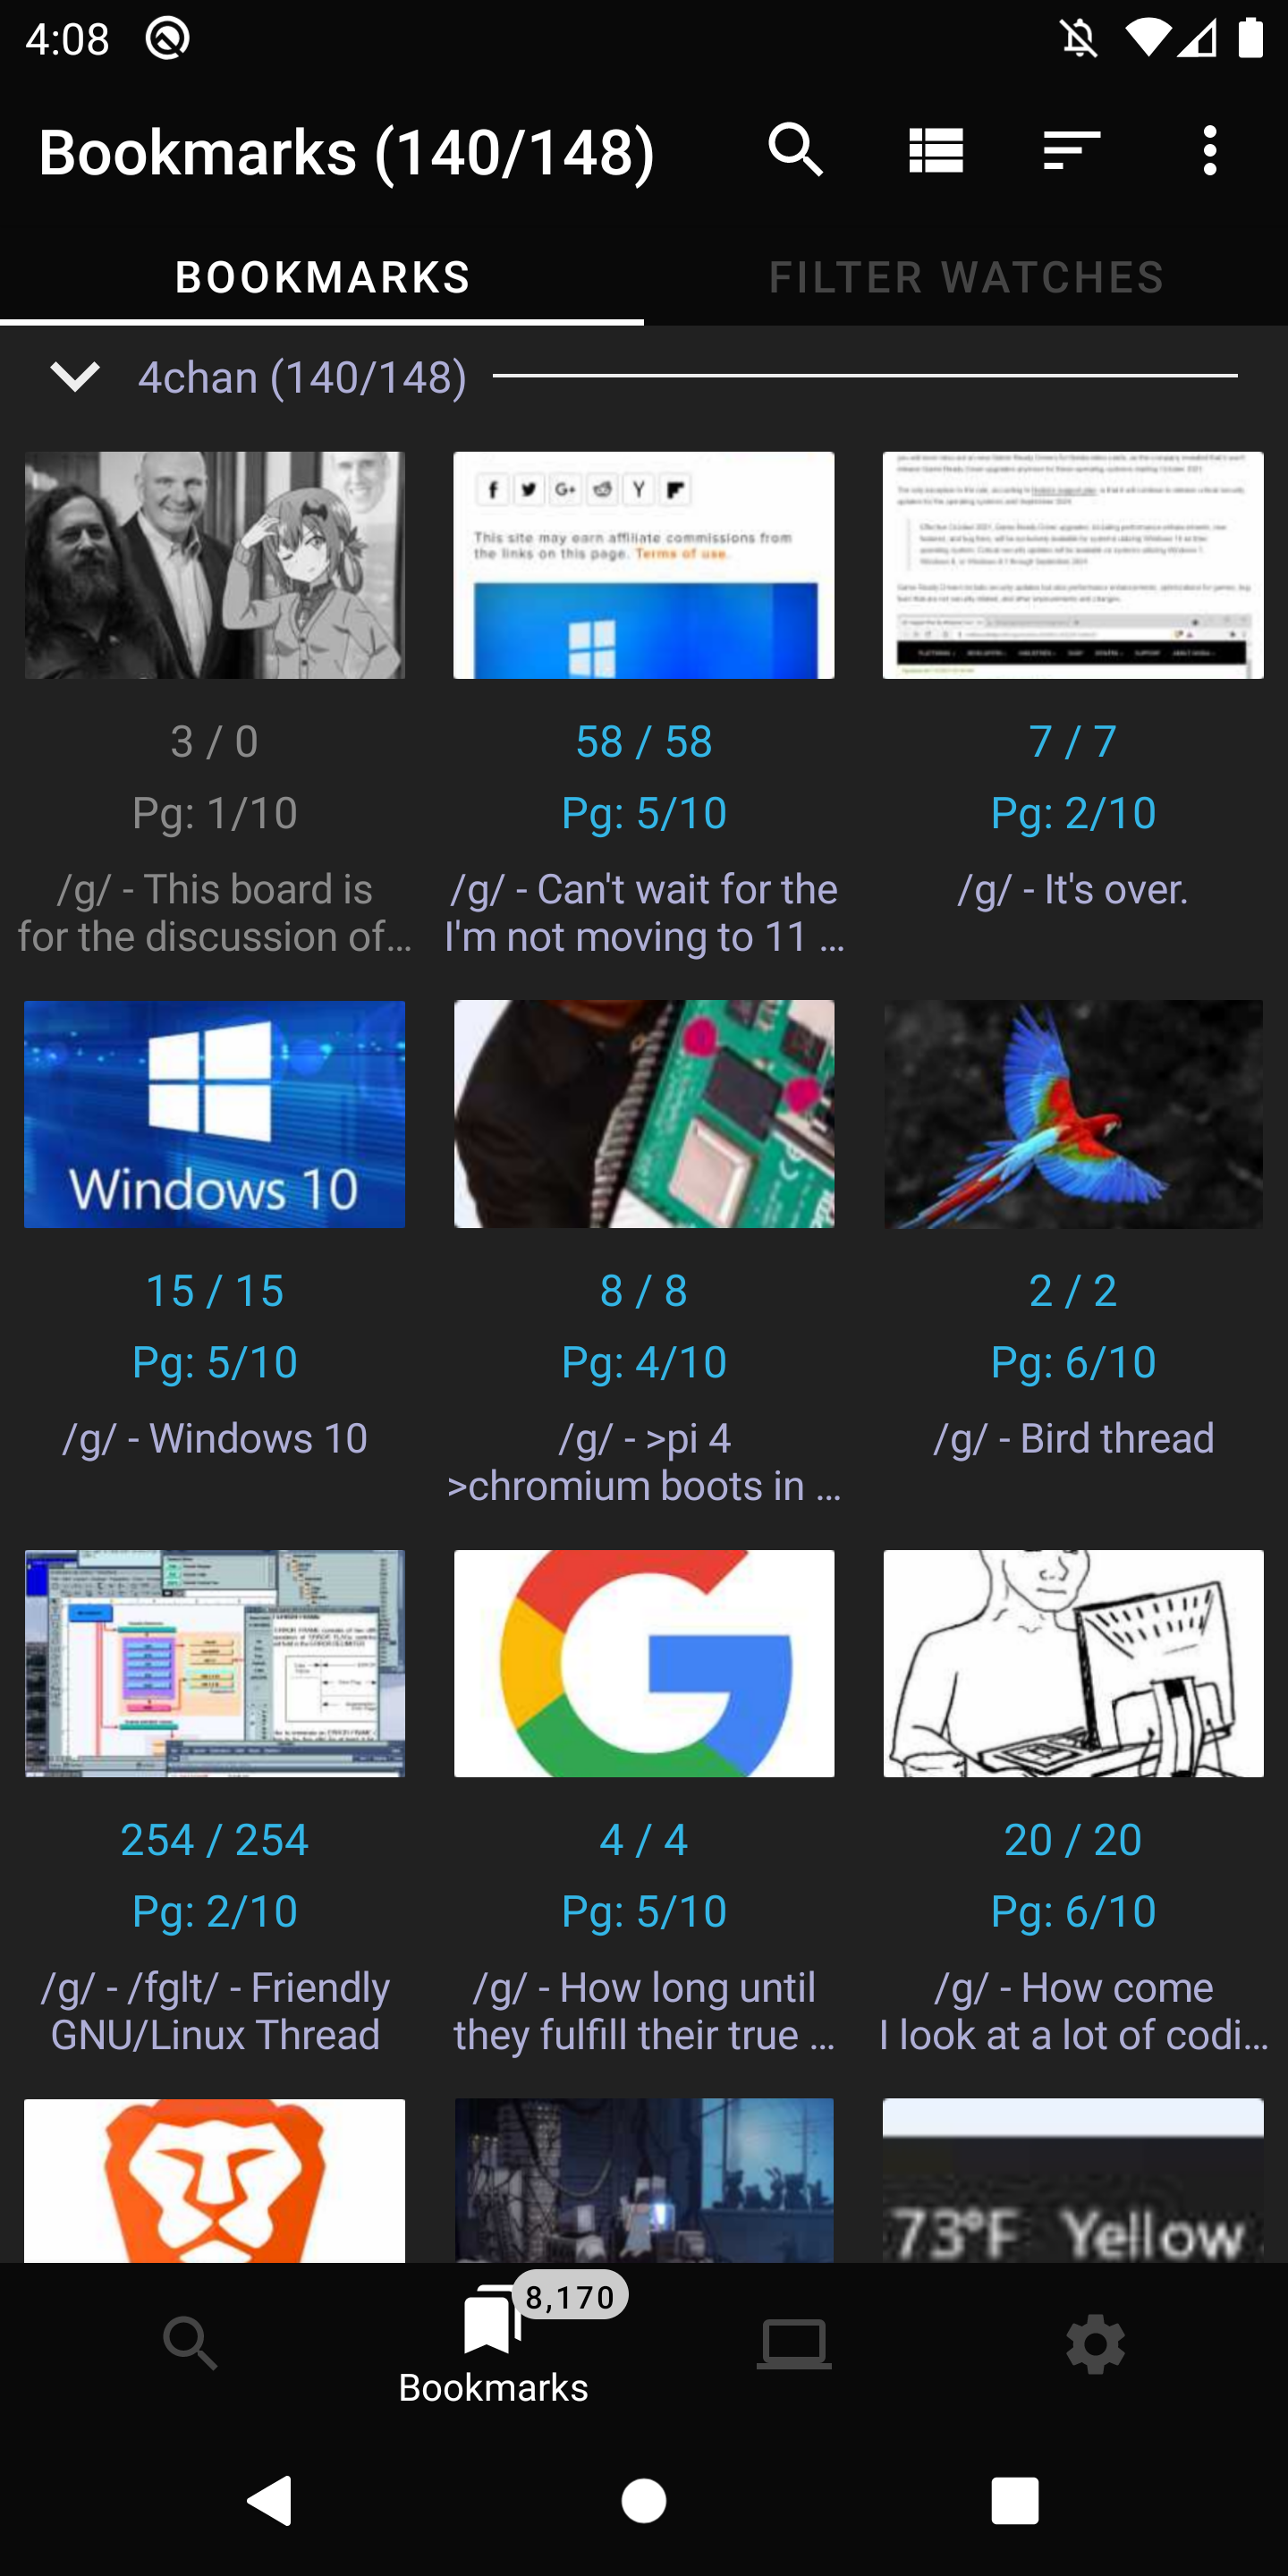 4:08
Bookmarks (140/148)
BOOKMARKS
FILTER WATCHES
4chan (140/148)
This site may earn affiliate commissions from
the links on this page. Terms of use.
3 / 0
58 / 58
7 / 7
Pg: 1/10
Pg: 5/10
Pg: 2/10
/g/ - This board is
for the discussion of...
/g/ - Can't wait for the
I'm not moving to 11 ...
/g/ - It's over.
Windows 10
15 / 15
8 / 8
2 / 2
Pg: 5/10
Pg: 4/10
Pg: 6/10
/g/ - Windows 10
/g/ - >pi 4
>chromium boots in ...
/g/ - Bird thread
254 / 254
4 / 4
20 / 20
Pg: 2/10
Pg: 5/10
Pg: 6/10
/g/ - /fglt/ - Friendly
GNU/Linux Thread
/g/ - How long until
they fulfill their true ...
/g/ - How come
I look at a lot of codi...
73°F Yellow
8,170
Bookmarks